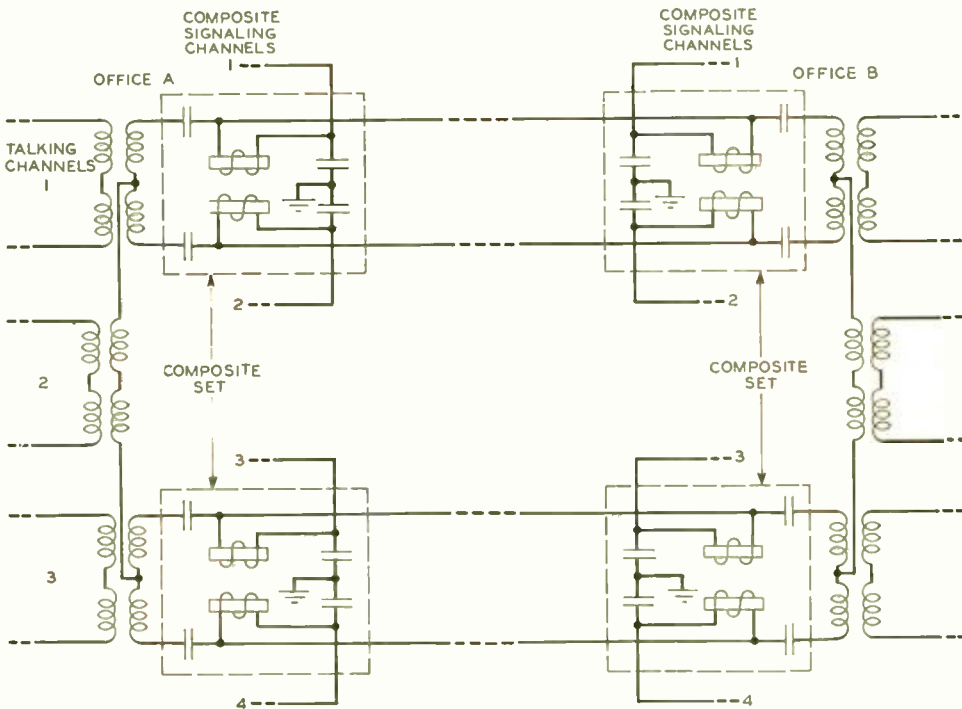 COMPOSITE
SIGNALING
CHANNELS
1
COMPOSITE
SIGNALING
CHANNELS
1
OFFICE A
OFFICE B
TALKING
CHANNELS
1
2
2
2
COMPOSITE
SET
COMPOSITE
SET
2
3
3
3
4
4